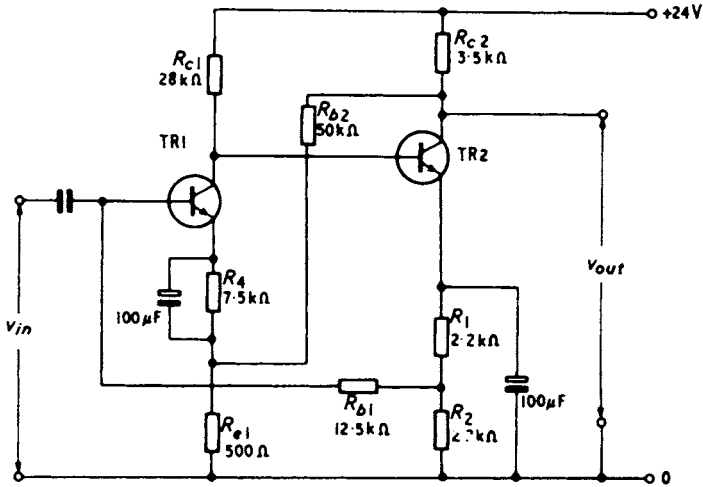 +24V
Rc1
28kΩ
Rc2
3.5kΩ
Rb2
50kΩ
TR1
TR2
R4
7·5kΩ
100µF
vin
vout
R1
2·2kΩ
100µF
Rb1
12.5kΩ
R2
Re1
500Ω
0